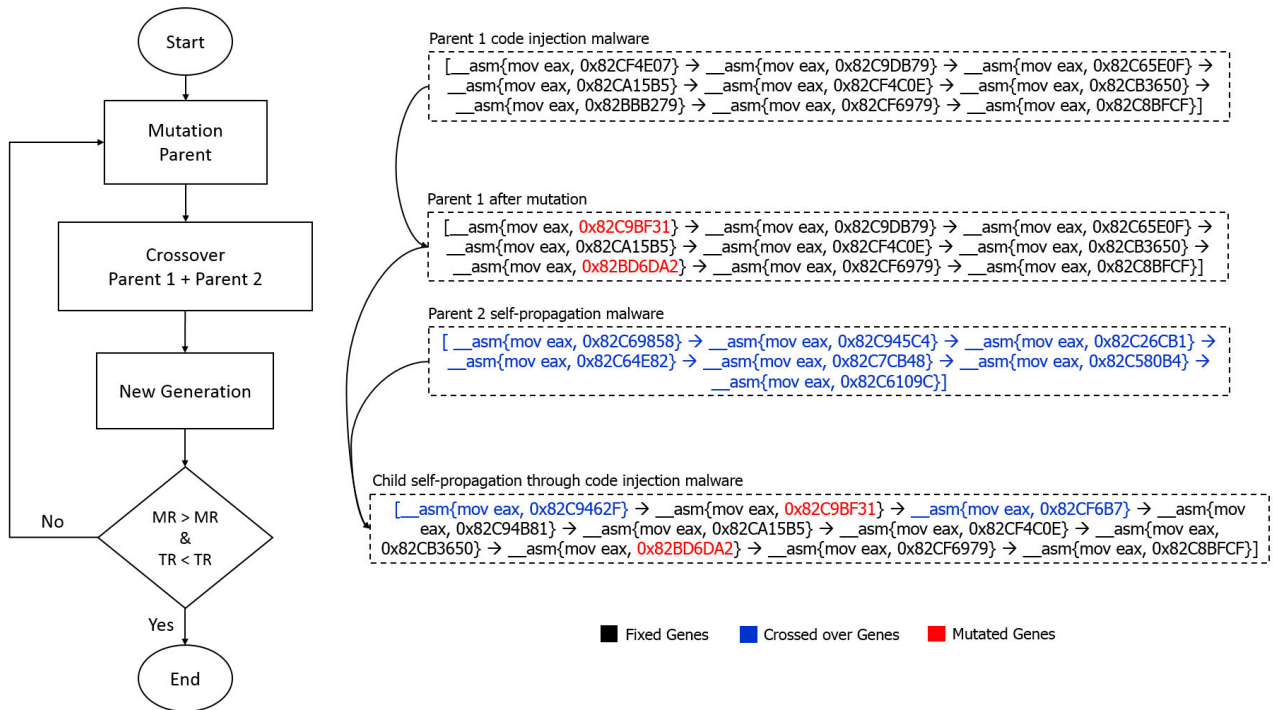 Start
Mutation
Parent
Crossover
Parent 1 + Parent 2
New Generation
No
MR > MR
&
TR < TR
Yes
End
Parent 1 code injection malware
[__asm{mov eax, 0x82CF4E07} → __asm{mov eax, 0x82C9DB79} → __asm{mov eax, 0x82C65E0F} →
__asm{mov eax, 0x82CA15B5} → __asm{mov eax, 0x82CF4C0E} → __asm{mov eax, 0x82CB3650} →
__asm{mov eax, 0x82BBB279} → __asm{mov eax, 0x82CF6979} → __asm{mov eax, 0x82C8BFCF}]
Parent 1 after mutation
[__asm{mov eax, 0x82C9BF31} → __asm{mov eax, 0x82C9DB79} → __asm{mov eax, 0x82C65E0F} →
__asm{mov eax, 0x82CA15B5} → __asm{mov eax, 0x82CF4C0E} → __asm{mov eax, 0x82CB3650} →
__asm{mov eax, 0x82BD6DA2} → __asm{mov eax, 0x82CF6979} → __asm{mov eax, 0x82C8BFCF}]
Parent 2 self-propagation malware
[ __asm{mov eax, 0x82C69858} → __asm{mov eax, 0x82C945C4} → __asm{mov eax, 0x82C26CB1} →
__asm{mov eax, 0x82C64E82} → __asm{mov eax, 0x82C7CB48} → __asm{mov eax, 0x82C580B4} →
__asm{mov eax, 0x82C6109C}]
Child self-propagation through code injection malware
[__asm{mov eax, 0x82C9462F} → __asm{mov eax, 0x82C9BF31} → __asm{mov eax, 0x82CF6B7} → __asm{mov
eax, 0x82C94B81} → __asm{mov eax, 0x82CA15B5} → __asm{mov eax, 0x82CF4C0E} → __asm{mov eax,
0x82CB3650} → __asm{mov eax, 0x82BD6DA2} → __asm{mov eax, 0x82CF6979} → __asm{mov eax, 0x82C8BFCF}]
Fixed Genes
Crossed over Genes
Mutated Genes